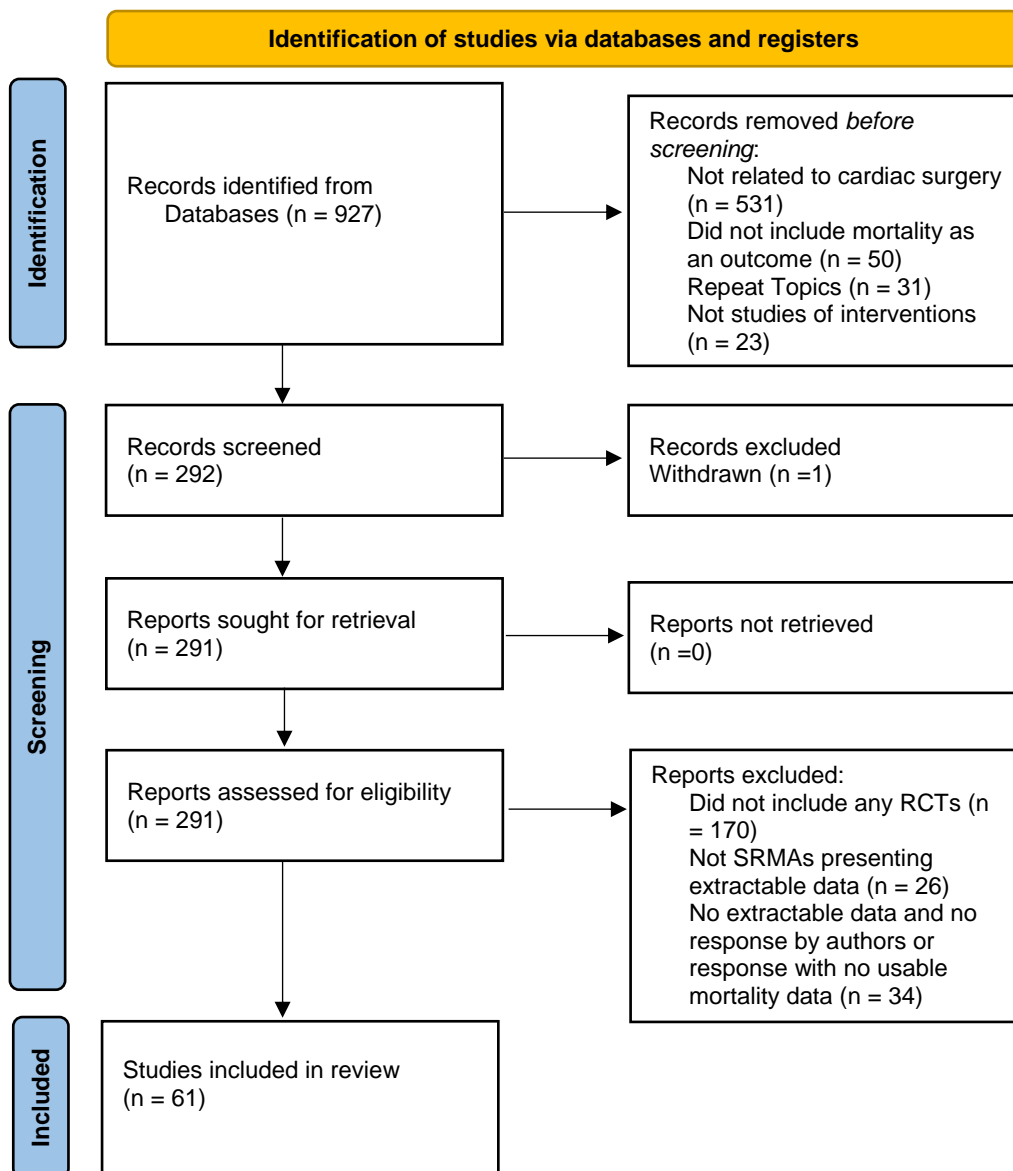 Identification of studies via databases and registers
Identification
Records identified from
Databases (n = 927)
Records removed before
screening:
Not related to cardiac surgery
(n = 531)
Did not include mortality as
an outcome (n = 50)
Repeat Topics (n = 31)
Not studies of interventions
(n = 23)
Screening
Records screened
(n = 292)
Records excluded
Withdrawn (n =1)
Reports sought for retrieval
(n = 291)
Reports not retrieved
(n =0)
Reports assessed for eligibility
(n = 291)
Reports excluded:
Did not include any RCTs (n
= 170)
Not SRMAs presenting
extractable data (n = 26)
No extractable data and no
response by authors or
response with no usable
mortality data (n = 34)
Included
Studies included in review
(n = 61)